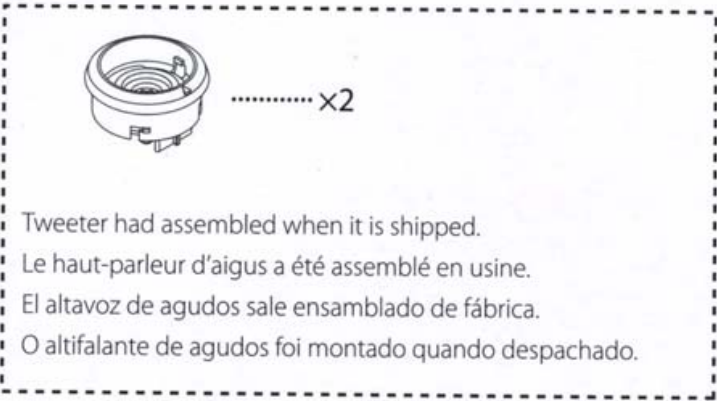 ............ ×2
Tweeter had assembled when it is shipped.
Le haut-parleur d'aigus a été assemblé en usine.
El altavoz de agudos sale ensamblado de fábrica.
O altifalante de agudos foi montado quando despachado.